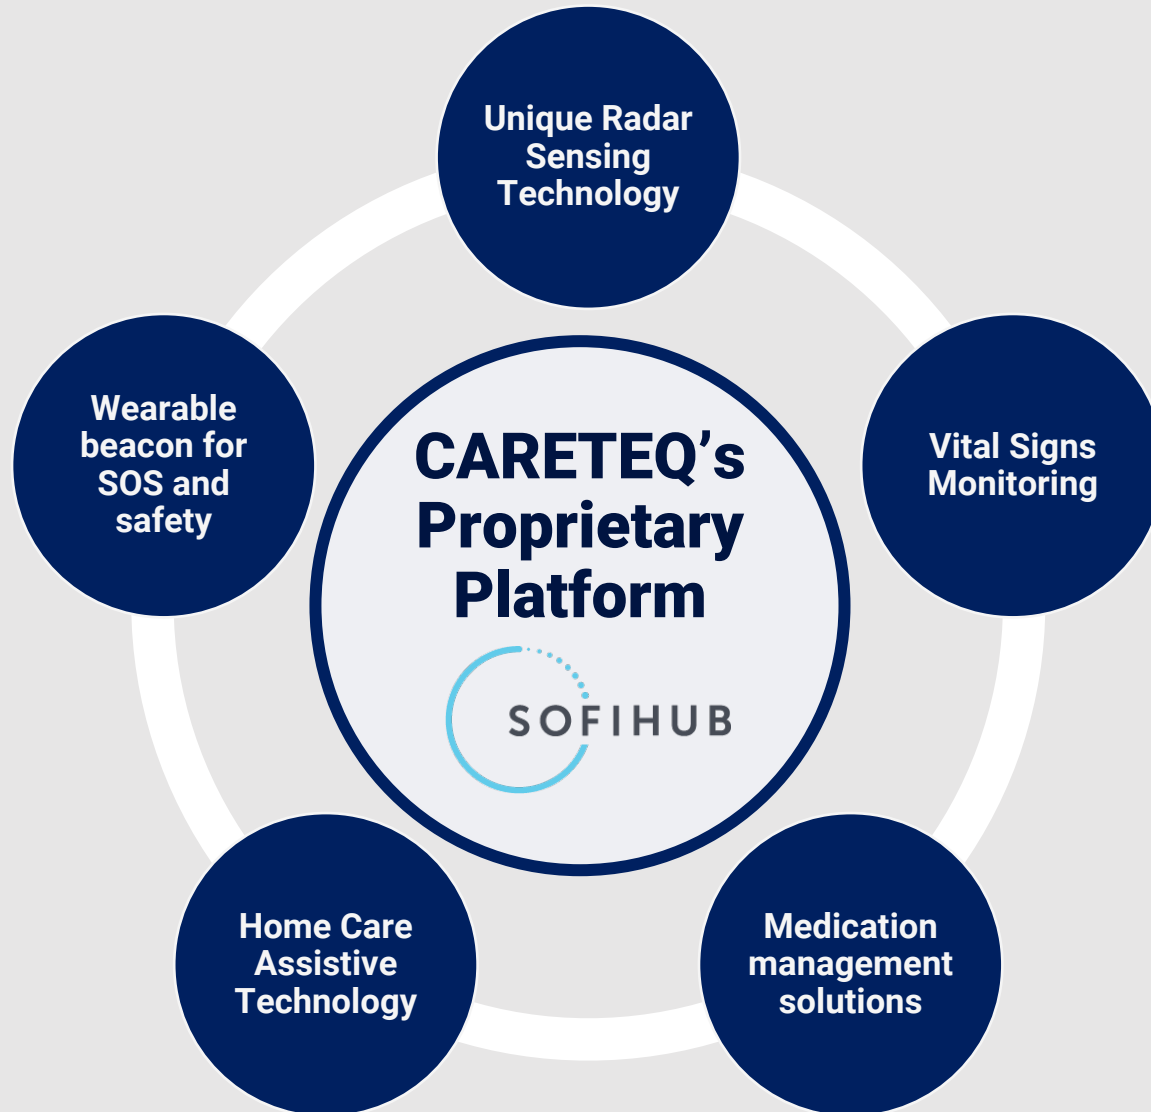 Unique Radar
Sensing
Technology
Wearable
beacon for
SOS and
safety
CARETEQ’s
Proprietary
Platform
SOFIHUB
Vital Signs
Monitoring
Home Care
Assistive
Technology
Medication
management
solutions